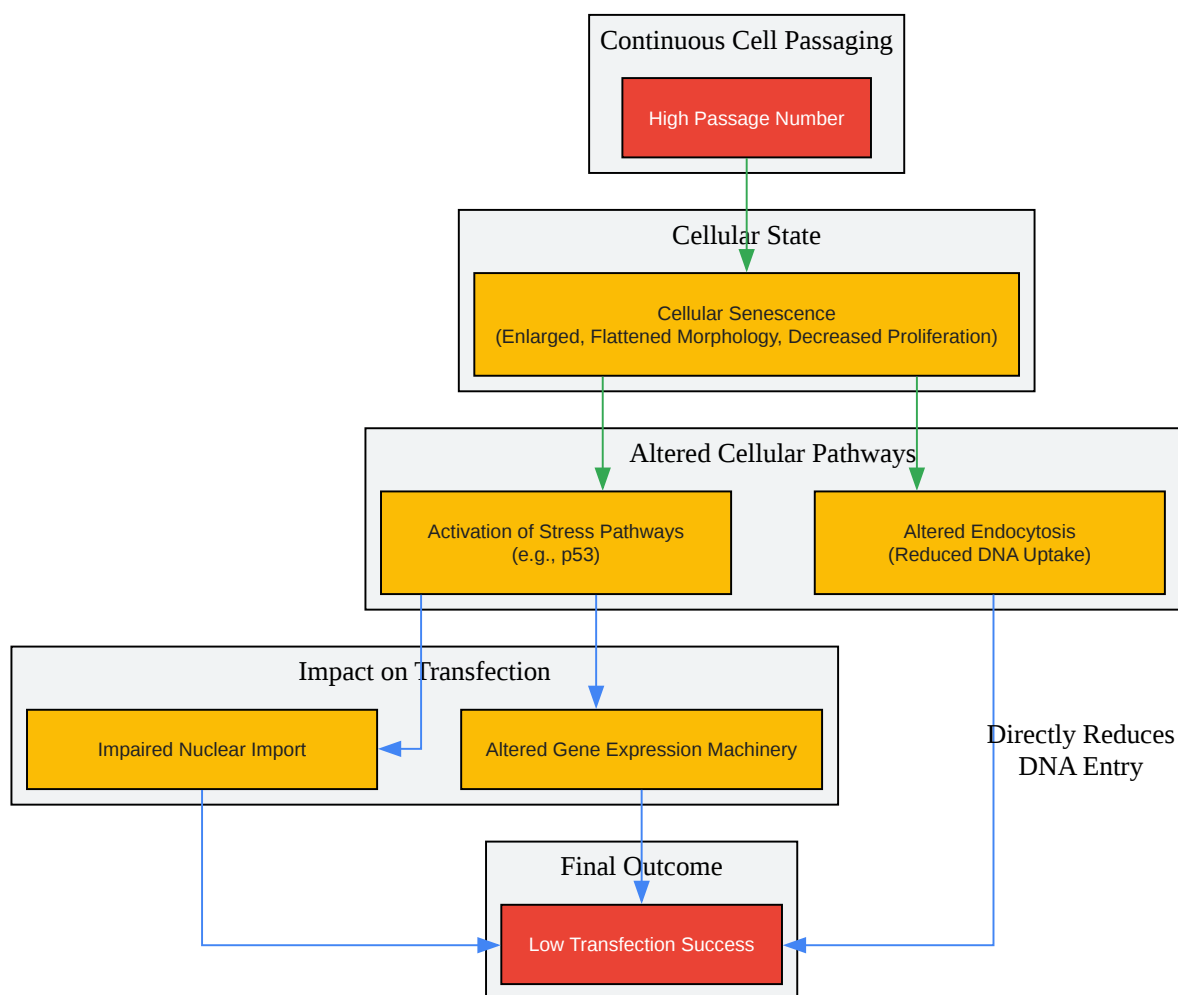 Continuous Cell Passaging
High Passage Number
Cellular State
Cellular Senescence
(Enlarged, Flattened Morphology, Decreased Proliferation)
Altered Cellular Pathways
Activation of Stress Pathways
(e.g., p53)
Altered Endocytosis
(Reduced DNA Uptake)
Impact on Transfection
Impaired Nuclear Import
Altered Gene Expression Machinery
Directly Reduces
DNA Entry
Final Outcome
Low Transfection Success